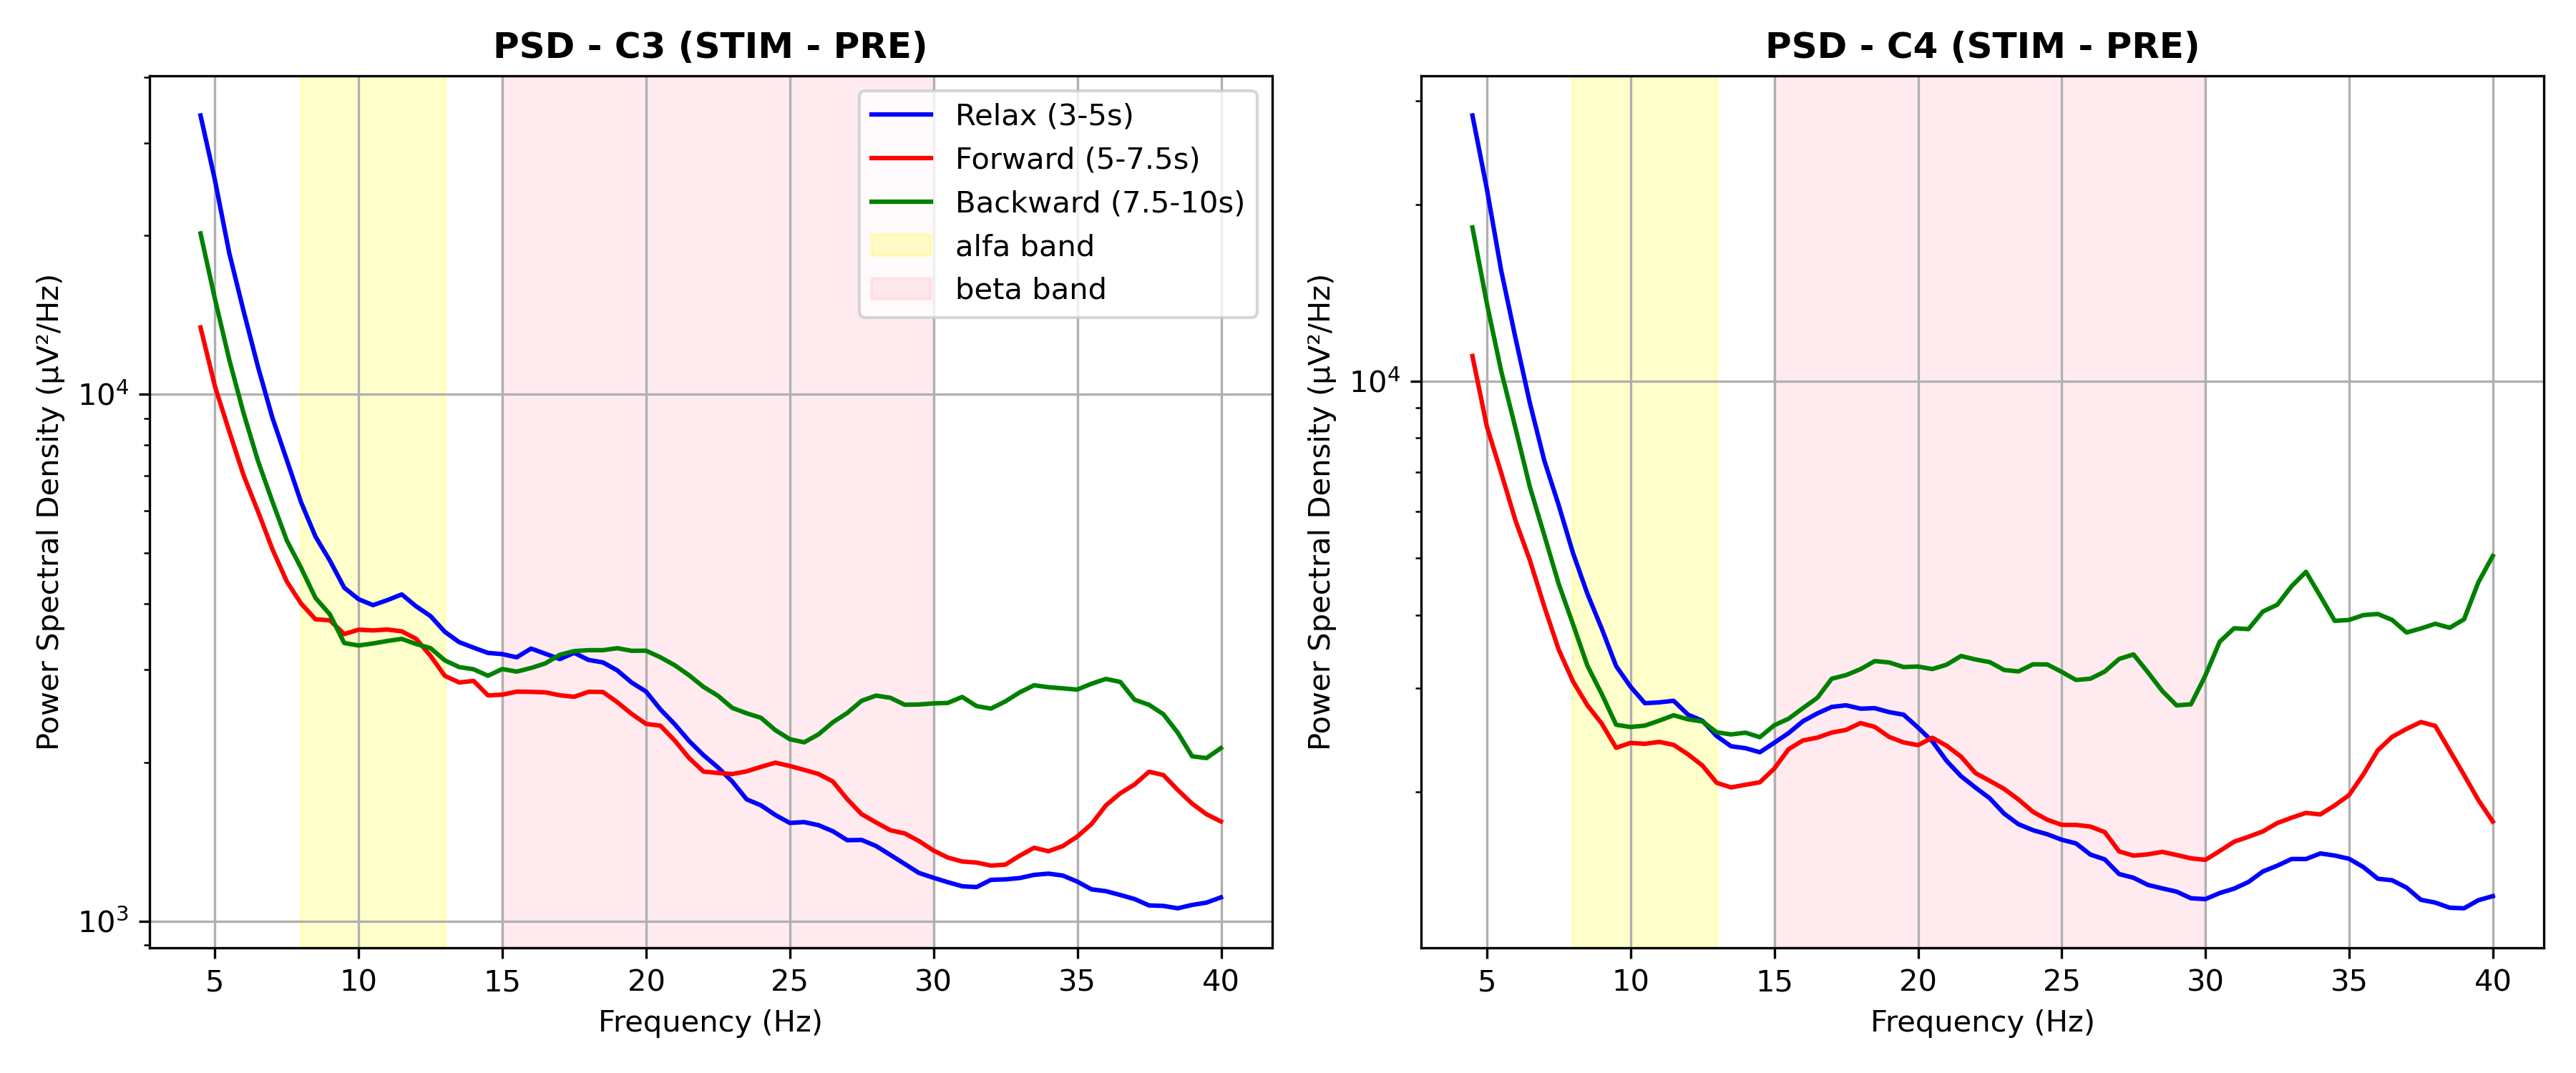 PSD - C3 (STIM - PRE)
Power Spectral Density (µV²/Hz)
10⁴
10³
5 10 15 20 25 30 35 40
Frequency (Hz)
Relax (3-5s)
Forward (5-7.5s)
Backward (7.5-10s)
alfa band
beta band
PSD - C4 (STIM - PRE)
Power Spectral Density (µV²/Hz)
10⁴
5 10 15 20 25 30 35 40
Frequency (Hz)